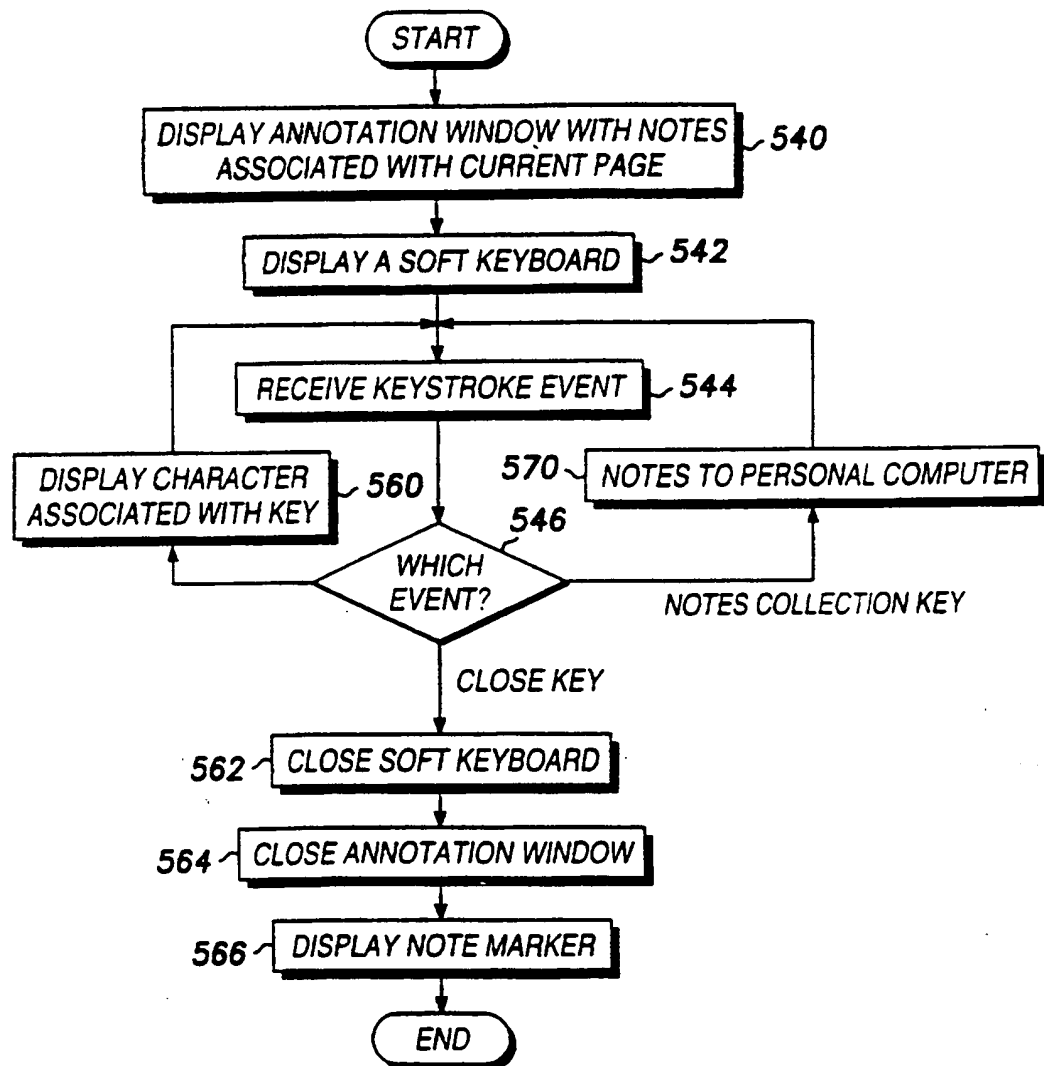 START
DISPLAY ANNOTATION WINDOW WITH NOTES
ASSOCIATED WITH CURRENT PAGE
540
DISPLAY A SOFT KEYBOARD
542
RECEIVE KEYSTROKE EVENT
544
DISPLAY CHARACTER
ASSOCIATED WITH KEY
560
570
NOTES TO PERSONAL COMPUTER
546
WHICH
EVENT?
NOTES COLLECTION KEY
CLOSE KEY
562
CLOSE SOFT KEYBOARD
564
CLOSE ANNOTATION WINDOW
566
DISPLAY NOTE MARKER
END